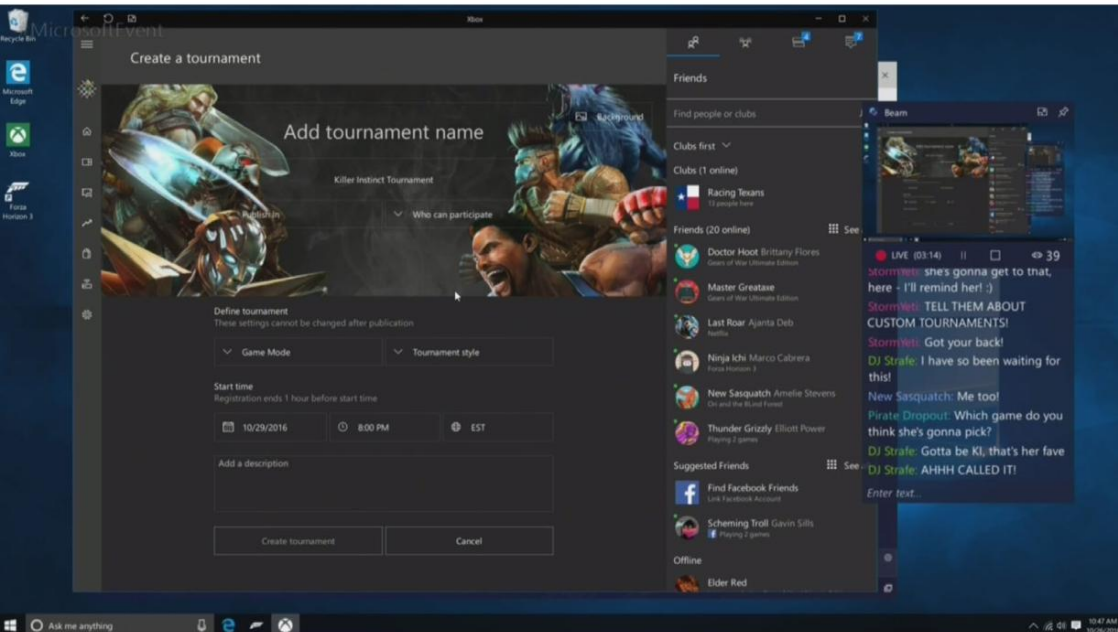 MicrosoftEvent
Recycle Bin
Microsoft
Edge
Xbox
Forza
Horizon 3
Xbox
Create a tournament
Add tournament name
Background
Killer Instinct Tournament
Publish In
Who can participate
Define tournament
These settings cannot be changed after publication
Game Mode
Tournament style
Start time
Registration ends 1 hour before start time
10/29/2016
8:00 PM
EST
Add a description
Create tournament
Cancel
4
7
Friends
Find people or clubs
Clubs first
Clubs (1 online)
Racing Texans
13 people here
Friends (20 online)
See
Doctor Hoot Brittany Flores
Gears of War Ultimate Edition
Master Greataxe
Gears of War Ultimate Edition
Last Roar Ajanta Deb
Netflix
Ninja Ichi Marco Cabrera
Forza Horizon 3
New Sasquatch Amelie Stevens
Ori and the Blind Forest
Thunder Grizzly Elliott Power
Playing 2 games
Suggested Friends
See
Find Facebook Friends
Link Facebook Account
Scheming Troll Gavin Sills
Playing 2 games
Offline
Elder Red
Beam
LIVE (03:14)
39
StormYeti: she's gonna get to that,
here - I'll remind her! :)
StormYeti: TELL THEM ABOUT
CUSTOM TOURNAMENTS!
StormYeti: Got your back!
DJ Strafe: I have so been waiting for
this!
New Sasquatch: Me too!
Pirate Dropout: Which game do you
think she's gonna pick?
DJ Strafe: Gotta be KI, that's her fave
DJ Strafe: AHHH CALLED IT!
Enter text...
Ask me anything
10:47 AM